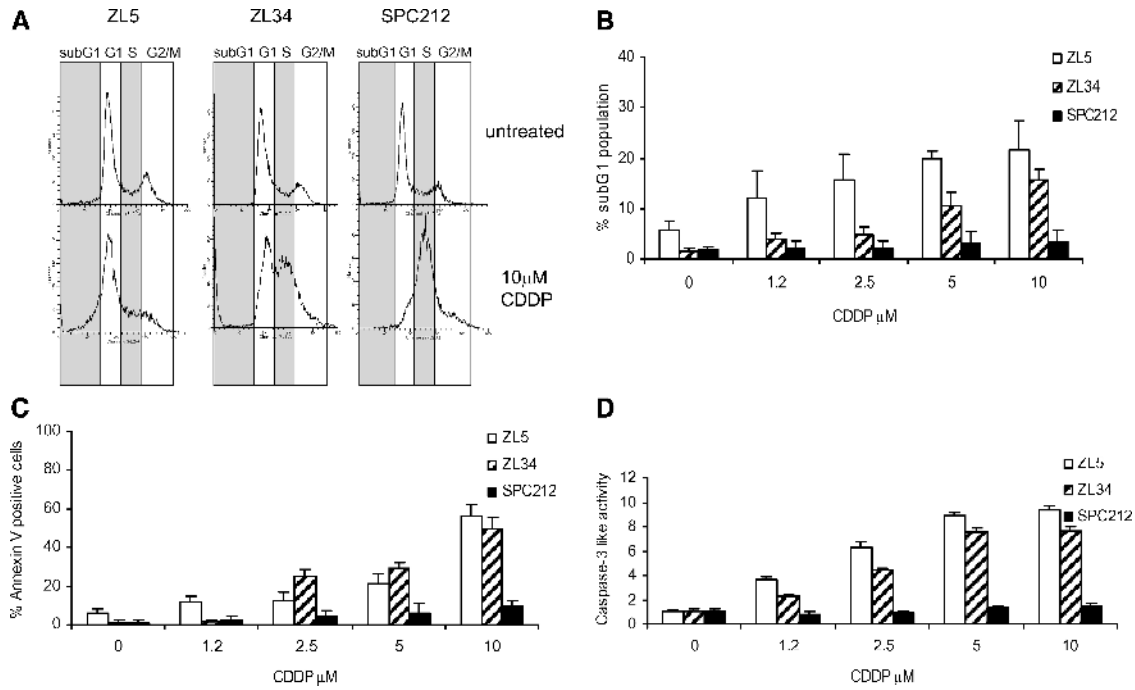 A
ZL5 ZL34 SPC212
subG1 G1 S G2/M subG1 G1 S G2/M subG1 G1 S G2/M
untreated
10μM
CDDP
B
% subG1 population
40
30
20
10
0
ZL5
ZL34
SPC212
0 1.2 2.5 5 10
CDDP μM
C
% Annexin V positive cells
100
80
60
40
20
0
ZL5
ZL34
SPC212
0 1.2 2.5 5 10
CDDP μM
D
Caspase-3 like activity
12
10
8
6
4
2
0
ZL5
ZL34
SPC212
0 1.2 2.5 5 10
CDDP μM